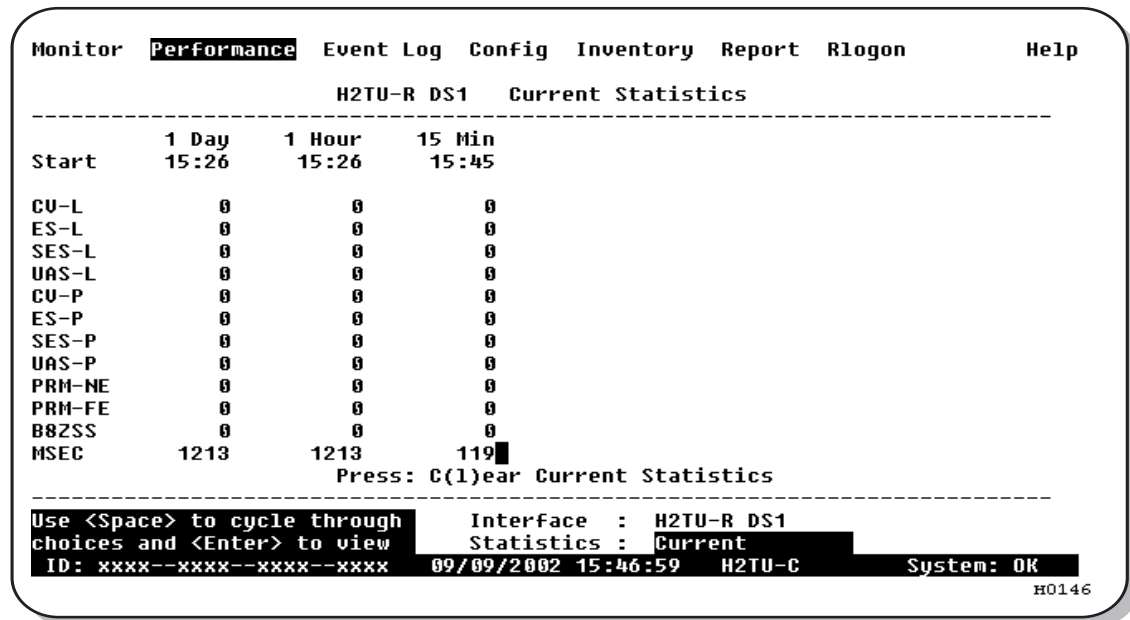 Monitor Performance Event Log Config Inventory Report Rlogon Help
H2TU-R DS1 Current Statistics
1 Day 1 Hour 15 Min
Start 15:26 15:26 15:45
CV-L 0 0 0
ES-L 0 0 0
SES-L 0 0 0
UAS-L 0 0 0
CV-P 0 0 0
ES-P 0 0 0
SES-P 0 0 0
UAS-P 0 0 0
PRM-NE 0 0 0
PRM-FE 0 0 0
B8ZSS 0 0 0
MSEC 1213 1213 119
Press: C(l)ear Current Statistics
Use <Space> to cycle through Interface : H2TU-R DS1
choices and <Enter> to view Statistics : Current
ID: xxxx--xxxx--xxxx--xxxx 09/09/2002 15:46:59 H2TU-C System: OK
H0146